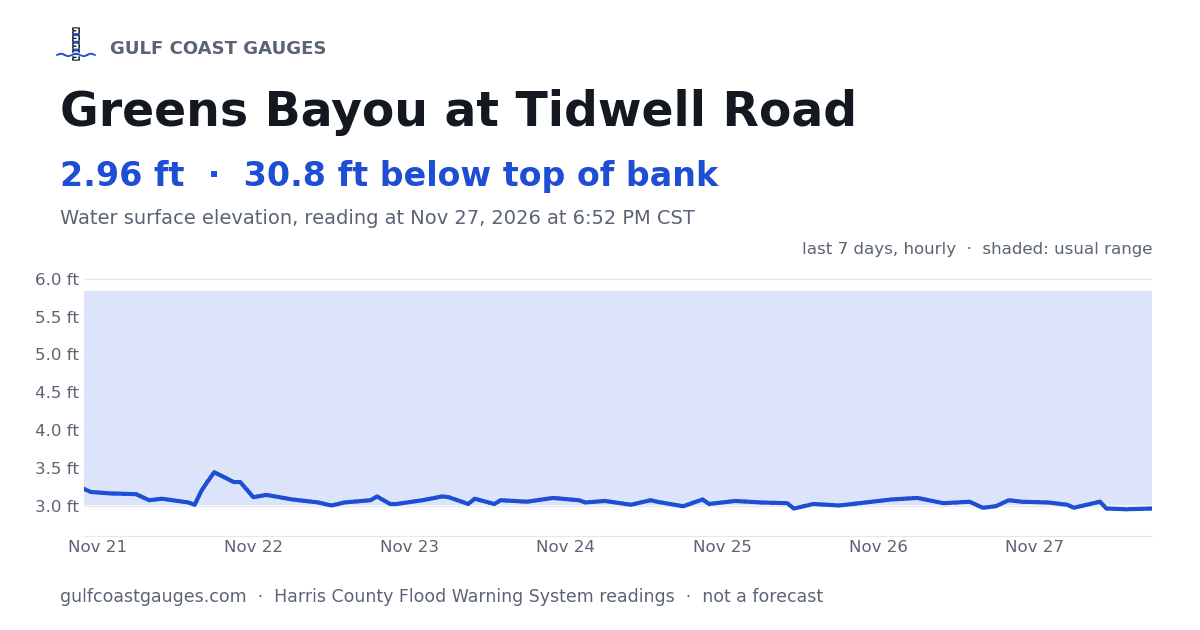 GULF COAST GAUGES
Greens Bayou at Tidwell Road
2.96 ft · 30.8 ft below top of bank
Water surface elevation, reading at Nov 27, 2026 at 6:52 PM CST
last 7 days, hourly · shaded: usual range
6.0 ft
5.5 ft
5.0 ft
4.5 ft
4.0 ft
3.5 ft
3.0 ft
Nov 21 Nov 22 Nov 23 Nov 24 Nov 25 Nov 26 Nov 27
gulfcoastgauges.com · Harris County Flood Warning System readings · not a forecast